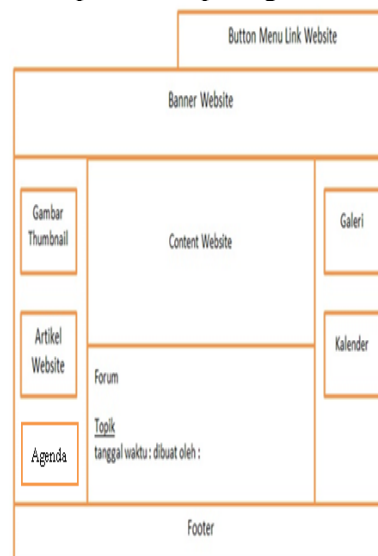 Button Menu Link Website
Banner Website
Gambar
Thumbnail
Content Website
Galeri
Artikel
Website
Kalender
Forum
Topik
tanggal waktu : dibuat oleh :
Agenda
Footer